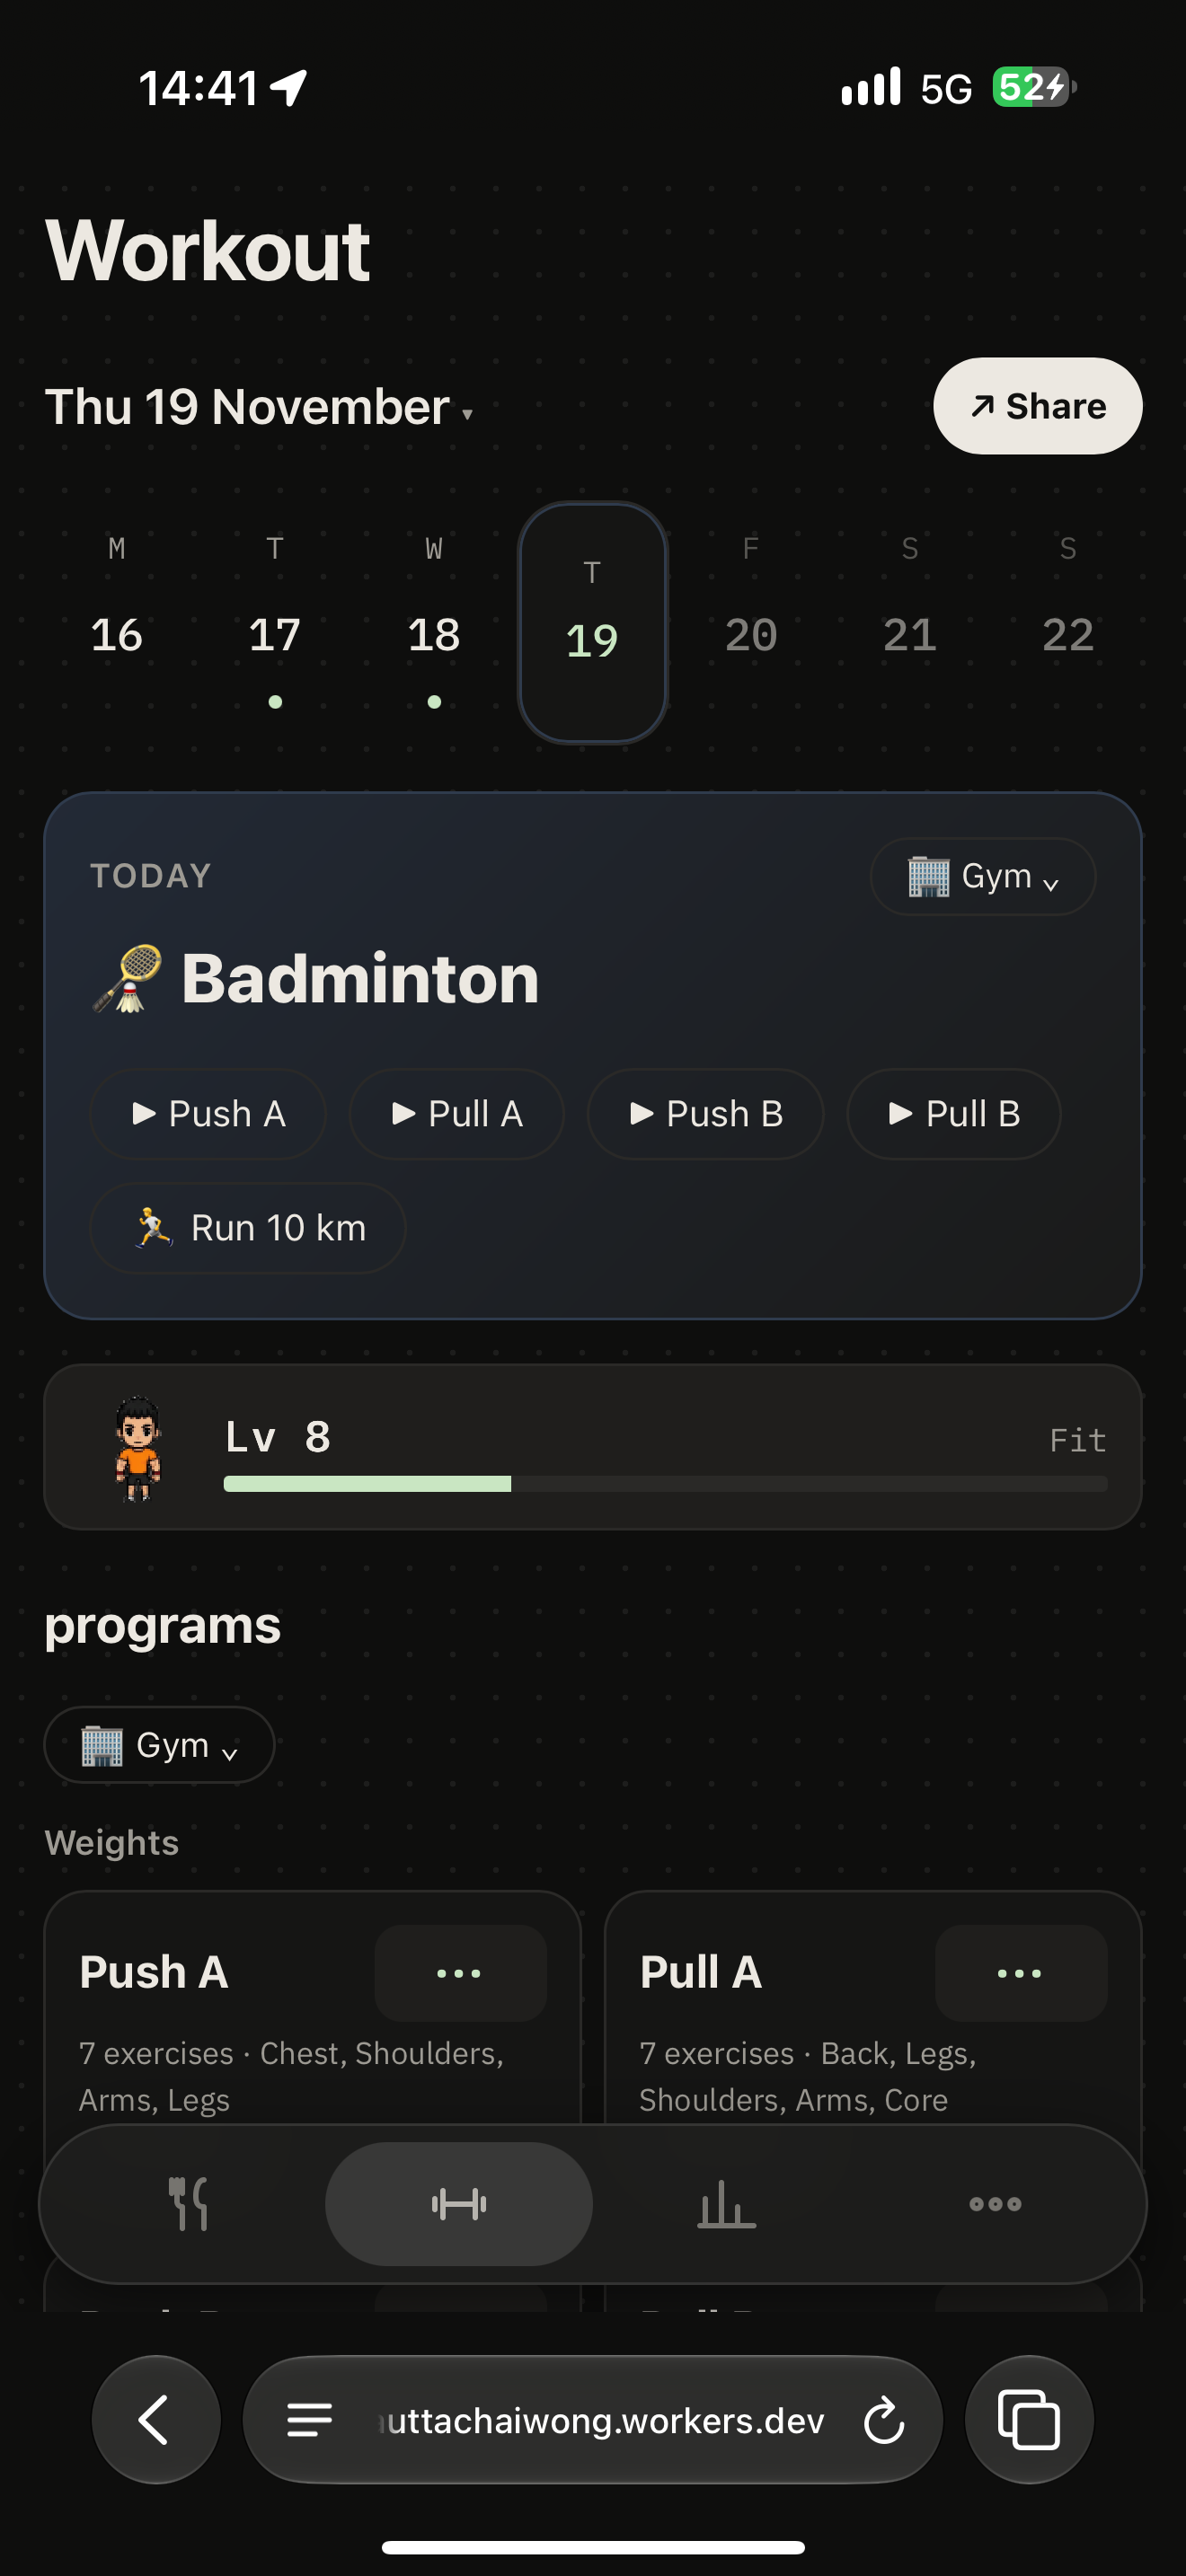 14:41 5G 52
Workout
Thu 19 November
Share
M T W T F S S
16 17 18 19 20 21 22
TODAY
Gym
Badminton
Push A Pull A Push B Pull B
Run 10 km
Lv 8 Fit
programs
Gym
Weights
Push A
7 exercises · Chest, Shoulders,
Arms, Legs
Pull A
7 exercises · Back, Legs,
Shoulders, Arms, Core
uttachaiwong.workers.dev